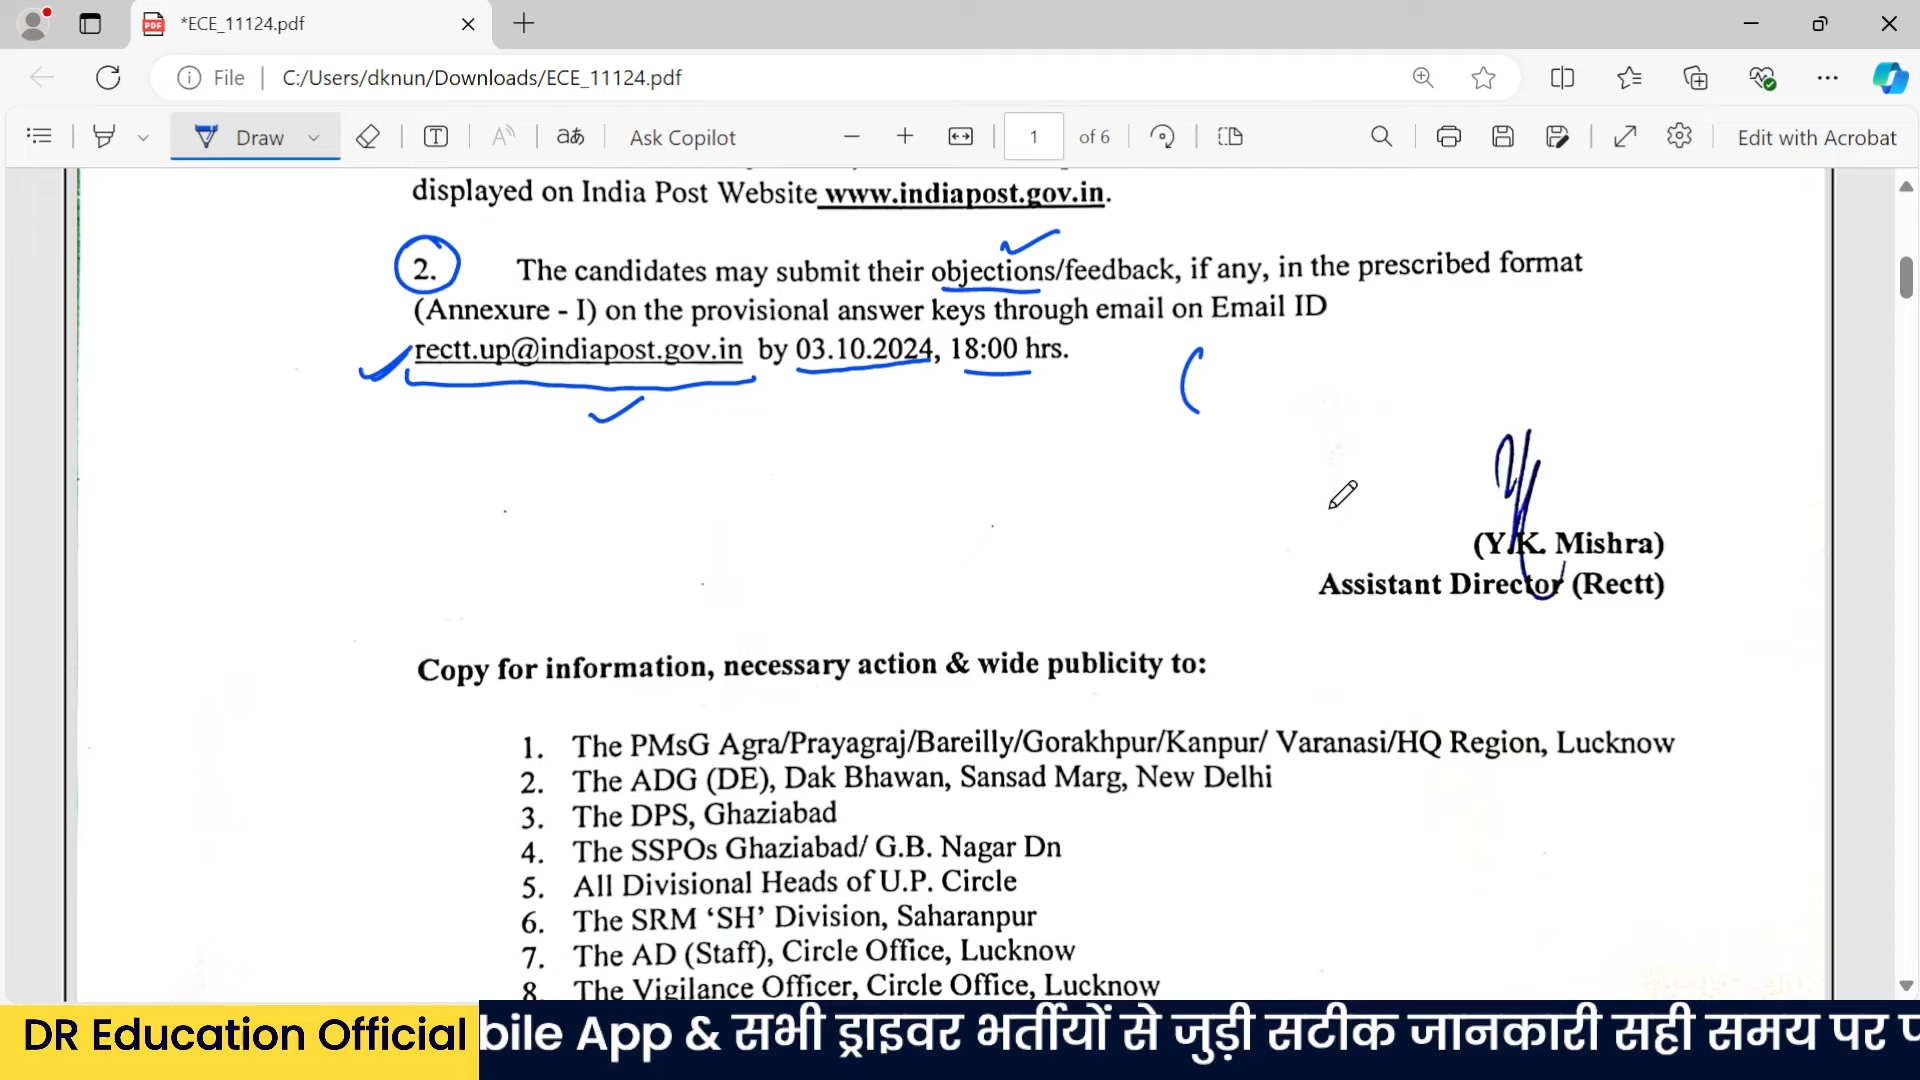 *ECE_11124.pdf
File
C:/Users/dknun/Downloads/ECE_11124.pdf
Draw
Ask Copilot
1 of 6
Edit with Acrobat
displayed on India Post Website www.indiapost.gov.in.
2. The candidates may submit their objections/feedback, if any, in the prescribed format
(Annexure - I) on the provisional answer keys through email on Email ID
rectt.up@indiapost.gov.in by 03.10.2024, 18:00 hrs.
(Y.K. Mishra)
Assistant Director (Rectt)
Copy for information, necessary action & wide publicity to:
1. The PMsG Agra/Prayagraj/Bareilly/Gorakhpur/Kanpur/ Varanasi/HQ Region, Lucknow
2. The ADG (DE), Dak Bhawan, Sansad Marg, New Delhi
3. The DPS, Ghaziabad
4. The SSPOs Ghaziabad/ G.B. Nagar Dn
5. All Divisional Heads of U.P. Circle
6. The SRM ‘SH’ Division, Saharanpur
7. The AD (Staff), Circle Office, Lucknow
8. The Vigilance Officer, Circle Office, Lucknow
DR Education Official bile App & सभी ड्राइवर भर्तीयों से जुड़ी सटीक जानकारी सही समय पर